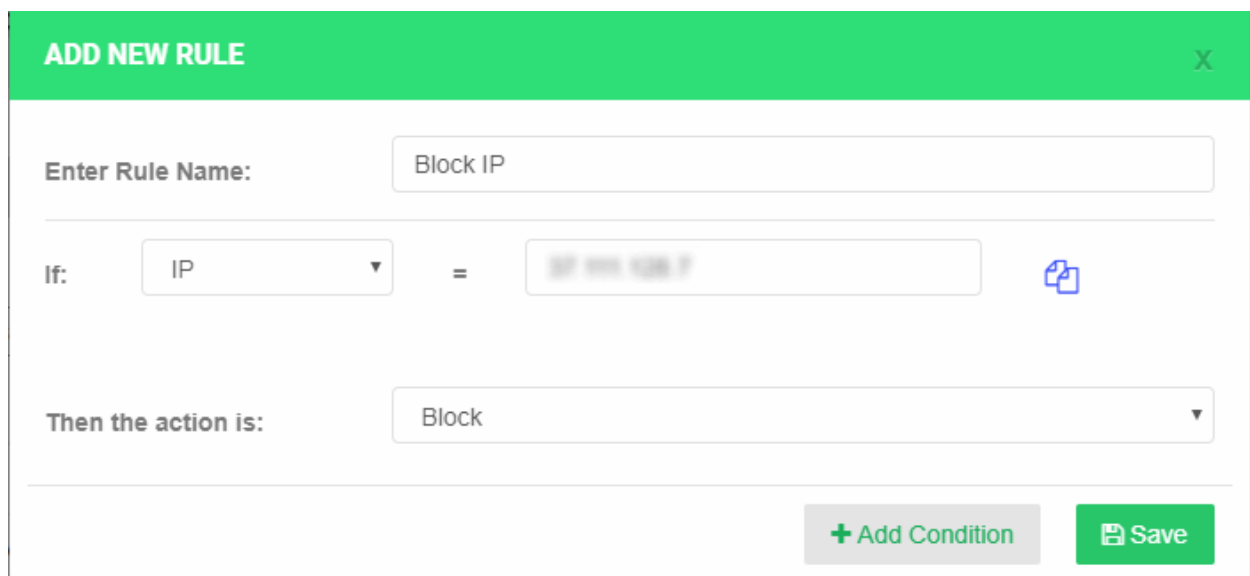 ADD NEW RULE X
Enter Rule Name: Block IP
If: IP =
Then the action is: Block
Add Condition Save